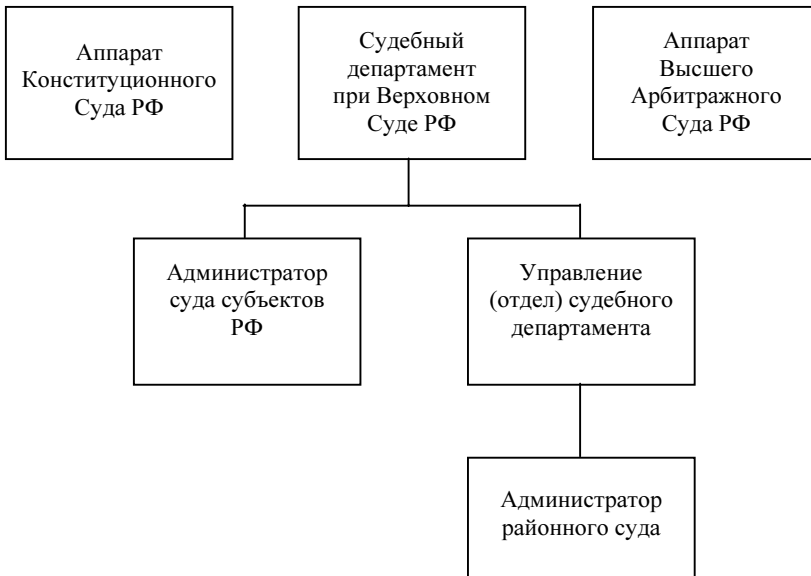 Аппарат
Конституционного
Суда РФ
Судебный
департамент
при Верховном
Суде РФ
Аппарат
Высшего
Арбитражного
Суда РФ
Администратор
суда субъектов
РФ
Управление
(отдел) судебного
департамента
Администратор
районного суда